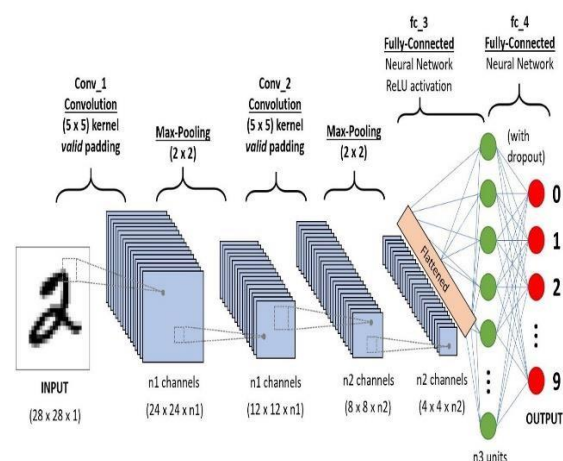 fc_3
Fully-Connected
Neural Network
ReLU activation
fc_4
Fully-Connected
Neural Network
Conv_1
Convolution
(5 x 5) kernel
valid padding
Max-Pooling
(2 x 2)
Conv_2
Convolution
(5 x 5) kernel
valid padding
Max-Pooling
(2 x 2)
(with
dropout)
Flattened
0
1
2
9
2
INPUT
(28 x 28 x 1)
n1 channels
(24 x 24 x n1)
n1 channels
(12 x 12 x n1)
n2 channels
(8 x 8 x n2)
n2 channels
(4 x 4 x n2)
OUTPUT
n3 units